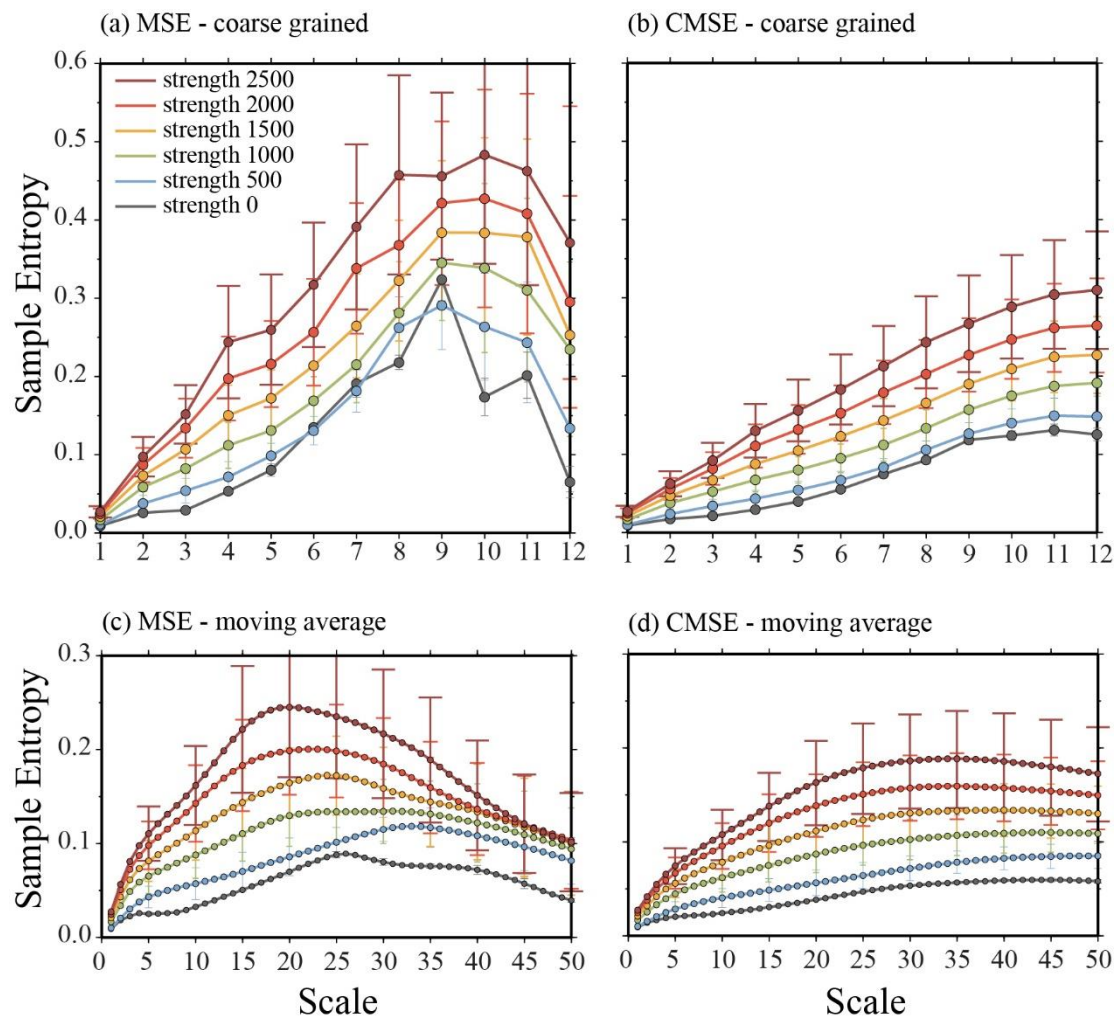 (a) MSE - coarse grained
(b) CMSE - coarse grained
0.6
0.5
0.4
0.3
0.2
0.1
0.0
Sample Entropy
strength 2500
strength 2000
strength 1500
strength 1000
strength 500
strength 0
1 2 3 4 5 6 7 8 9 10 11 12
1 2 3 4 5 6 7 8 9 10 11 12
(c) MSE - moving average
(d) CMSE - moving average
0.3
0.2
0.1
0.0
Sample Entropy
0 5 10 15 20 25 30 35 40 45 50
0 5 10 15 20 25 30 35 40 45 50
Scale
Scale